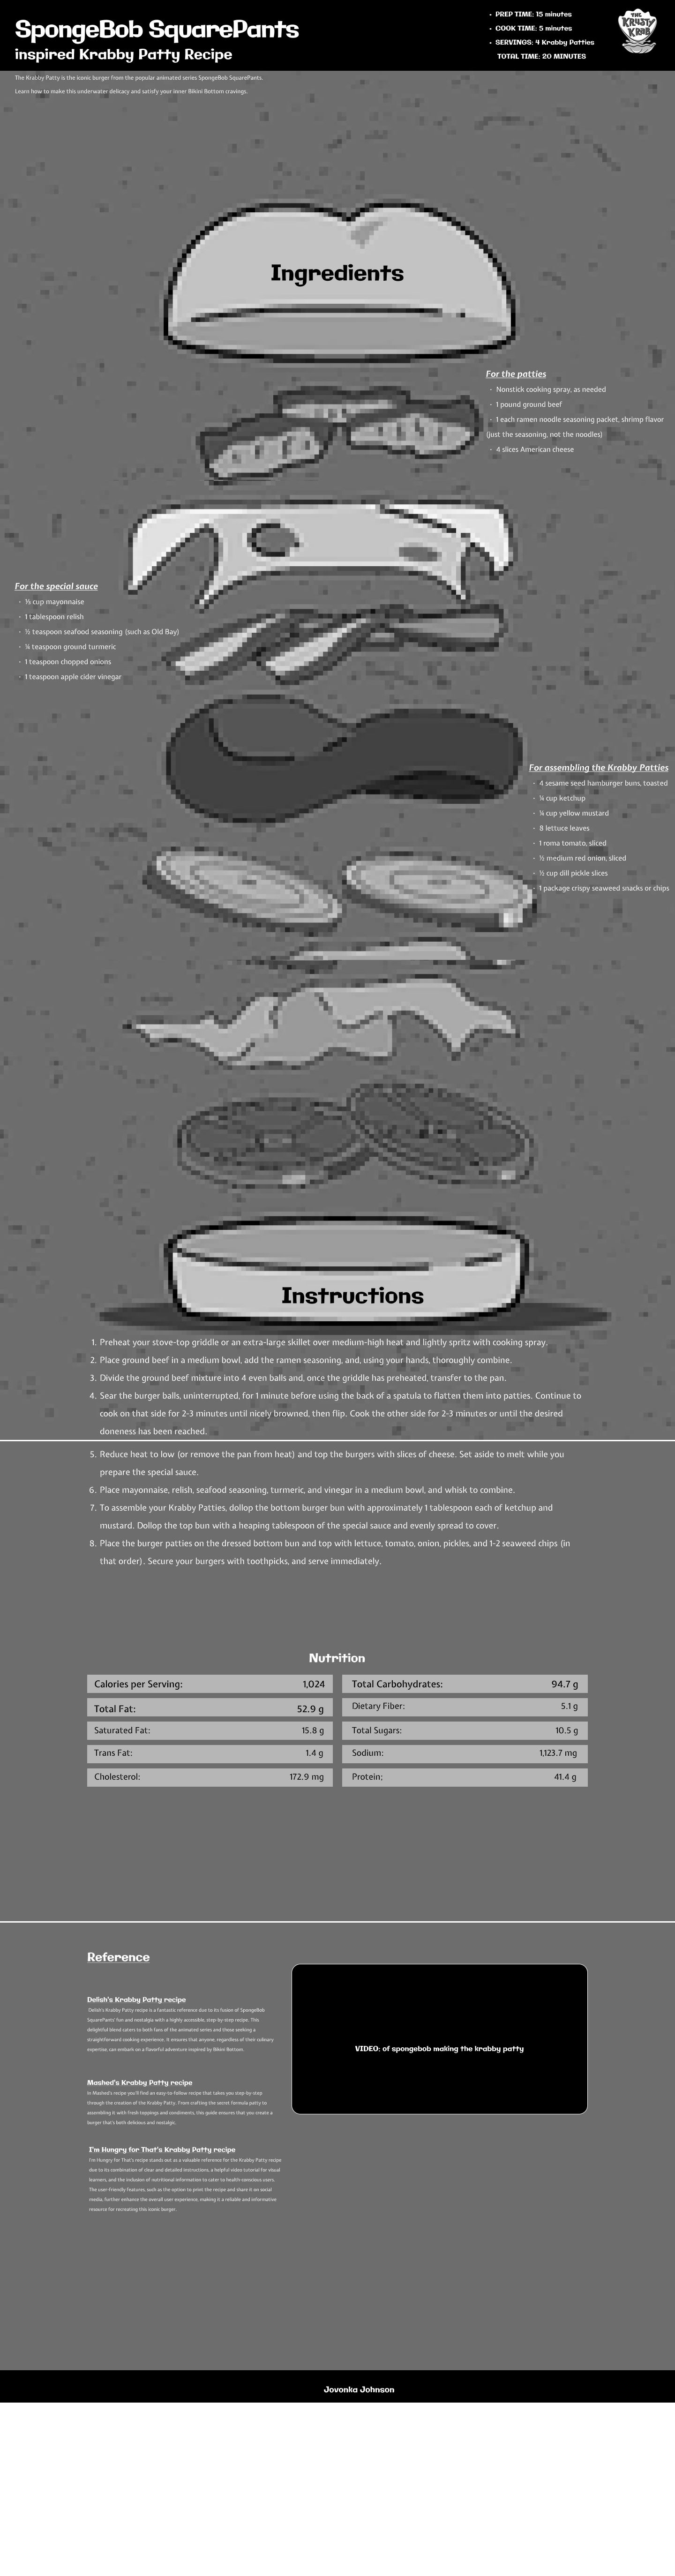 SpongeBob SquarePants
inspired Krabby Patty Recipe
• PREP TIME: 15 minutes
• COOK TIME: 5 minutes
• SERVINGS: 4 Krabby Patties
TOTAL TIME: 20 MINUTES
THE
KRUSTY
KRAB
The Krabby Patty is the iconic burger from the popular animated series SpongeBob SquarePants.
Learn how to make this underwater delicacy and satisfy your inner Bikini Bottom cravings.
Ingredients
For the patties
- Nonstick cooking spray, as needed
- 1 pound ground beef
- 1 each ramen noodle seasoning packet, shrimp flavor
(just the seasoning, not the noodles)
- 4 slices American cheese
For the special sauce
- ⅓ cup mayonnaise
- 1 tablespoon relish
- ½ teaspoon seafood seasoning (such as Old Bay)
- ¼ teaspoon ground turmeric
- 1 teaspoon chopped onions
- 1 teaspoon apple cider vinegar
For assembling the Krabby Patties
- 4 sesame seed hamburger buns, toasted
- ¼ cup ketchup
- ¼ cup yellow mustard
- 8 lettuce leaves
- 1 roma tomato, sliced
- ½ medium red onion, sliced
- ½ cup dill pickle slices
- 1 package crispy seaweed snacks or chips
Instructions
1. Preheat your stove-top griddle or an extra-large skillet over medium-high heat and lightly spritz with cooking spray.
2. Place ground beef in a medium bowl, add the ramen seasoning, and, using your hands, thoroughly combine.
3. Divide the ground beef mixture into 4 even balls and, once the griddle has preheated, transfer to the pan.
4. Sear the burger balls, uninterrupted, for 1 minute before using the back of a spatula to flatten them into patties. Continue to
cook on that side for 2-3 minutes until nicely browned, then flip. Cook the other side for 2-3 minutes or until the desired
doneness has been reached.
5. Reduce heat to low (or remove the pan from heat) and top the burgers with slices of cheese. Set aside to melt while you
prepare the special sauce.
6. Place mayonnaise, relish, seafood seasoning, turmeric, and vinegar in a medium bowl, and whisk to combine.
7. To assemble your Krabby Patties, dollop the bottom burger bun with approximately 1 tablespoon each of ketchup and
mustard. Dollop the top bun with a heaping tablespoon of the special sauce and evenly spread to cover.
8. Place the burger patties on the dressed bottom bun and top with lettuce, tomato, onion, pickles, and 1-2 seaweed chips (in
that order). Secure your burgers with toothpicks, and serve immediately.
Nutrition
Calories per Serving: 1,024
Total Fat: 52.9 g
Saturated Fat: 15.8 g
Trans Fat: 1.4 g
Cholesterol: 172.9 mg
Total Carbohydrates: 94.7 g
Dietary Fiber: 5.1 g
Total Sugars: 10.5 g
Sodium: 1,123.7 mg
Protein: 41.4 g
Reference
Delish's Krabby Patty recipe
Delish's Krabby Patty recipe is a fantastic reference due to its fusion of SpongeBob
SquarePants' fun and nostalgia with a highly accessible, step-by-step recipe. This
delightful blend caters to both fans of the animated series and those seeking a
straightforward cooking experience. It ensures that anyone, regardless of their culinary
expertise, can embark on a flavorful adventure inspired by Bikini Bottom.
Mashed's Krabby Patty recipe
In Mashed's recipe you'll find an easy-to-follow recipe that takes you step-by-step
through the creation of the Krabby Patty. From crafting the secret formula patty to
assembling it with fresh toppings and condiments, this guide ensures that you create a
burger that's both delicious and nostalgic.
I'm Hungry for That's Krabby Patty recipe
I'm Hungry for That's recipe stands out as a valuable reference for the Krabby Patty recipe
due to its combination of clear and detailed instructions, a helpful video tutorial for visual
learners, and the inclusion of nutritional information to cater to health-conscious users.
The user-friendly features, such as the option to print the recipe and share it on social
media, further enhance the overall user experience, making it a reliable and informative
resource for recreating this iconic burger.
VIDEO: of spongebob making the krabby patty
Jovonka Johnson